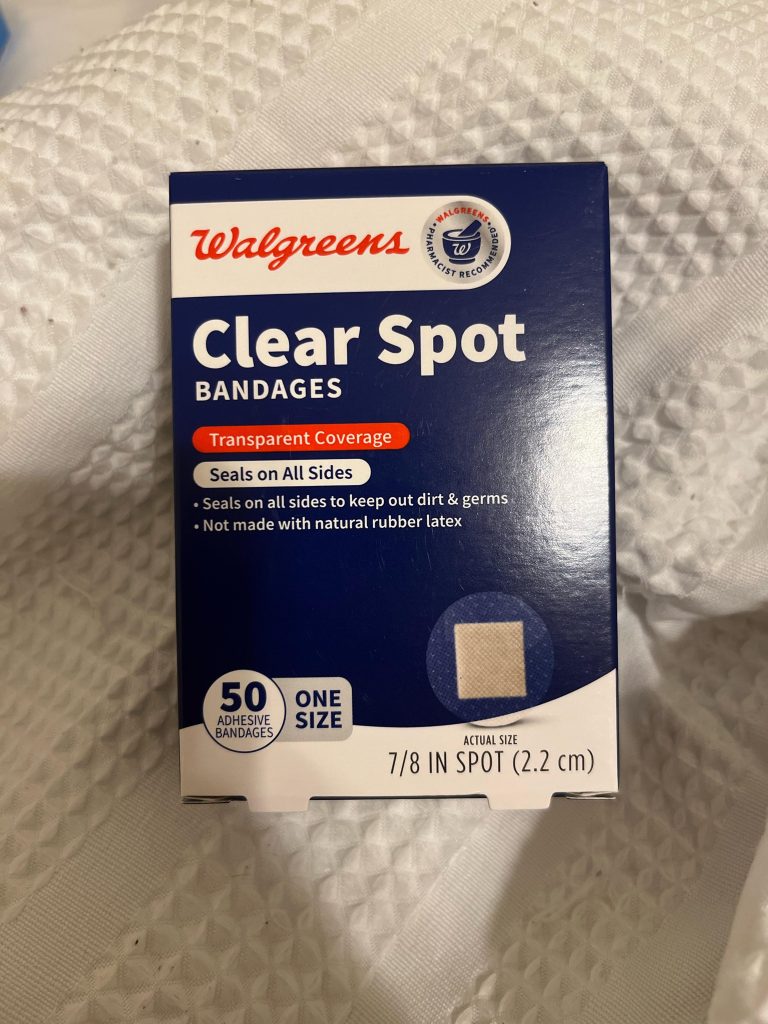 Walgreens
WALGREENS
PHARMACIST RECOMMENDED
W
Clear Spot
BANDAGES
Transparent Coverage
Seals on All Sides
• Seals on all sides to keep out dirt & germs
• Not made with natural rubber latex
50
ADHESIVE
BANDAGES
ONE
SIZE
ACTUAL SIZE
7/8 IN SPOT (2.2 cm)